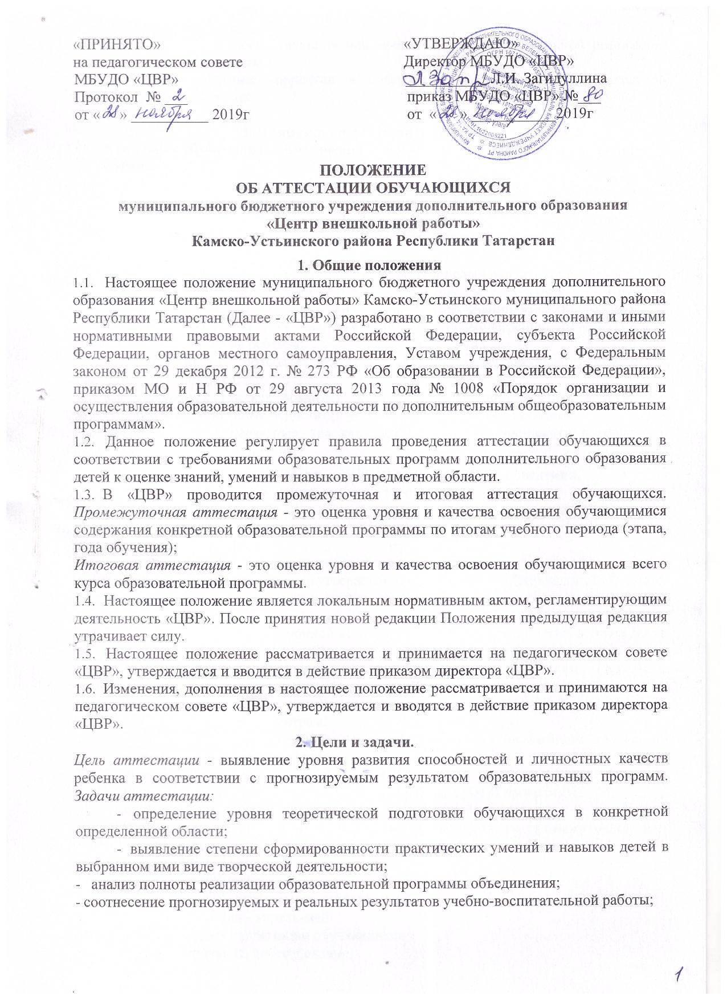 «ПРИНЯТО»
на педагогическом совете
МБУДО «ЦВР»
Протокол № 2
от «28» ноября 2019г
«УТВЕРЖДАЮ»
Директор МБУДО «ЦВР»
Л.И. Загидуллина
приказ МБУДО «ЦВР» № 80
от «28» ноября 2019г
ПОЛОЖЕНИЕ
ОБ АТТЕСТАЦИИ ОБУЧАЮЩИХСЯ
муниципального бюджетного учреждения дополнительного образования
«Центр внешкольной работы»
Камско-Устьинского района Республики Татарстан
1. Общие положения
1.1. Настоящее положение муниципального бюджетного учреждения дополнительного
образования «Центр внешкольной работы» Камско-Устьинского муниципального района
Республики Татарстан (Далее - «ЦВР») разработано в соответствии с законами и иными
нормативными правовыми актами Российской Федерации, субъекта Российской
Федерации, органов местного самоуправления, Уставом учреждения, с Федеральным
законом от 29 декабря 2012 г. № 273 РФ «Об образовании в Российской Федерации»,
приказом МО и Н РФ от 29 августа 2013 года № 1008 «Порядок организации и
осуществления образовательной деятельности по дополнительным общеобразовательным
программам».
1.2. Данное положение регулирует правила проведения аттестации обучающихся в
соответствии с требованиями образовательных программ дополнительного образования
детей к оценке знаний, умений и навыков в предметной области.
1.3. В «ЦВР» проводится промежуточная и итоговая аттестация обучающихся.
Промежуточная аттестация - это оценка уровня и качества освоения обучающимися
содержания конкретной образовательной программы по итогам учебного периода (этапа,
года обучения);
Итоговая аттестация - это оценка уровня и качества освоения обучающимися всего
курса образовательной программы.
1.4. Настоящее положение является локальным нормативным актом, регламентирующим
деятельность «ЦВР». После принятия новой редакции Положения предыдущая редакция
утрачивает силу.
1.5. Настоящее положение рассматривается и принимается на педагогическом совете
«ЦВР», утверждается и вводится в действие приказом директора «ЦВР».
1.6. Изменения, дополнения в настоящее положение рассматривается и принимаются на
педагогическом совете «ЦВР», утверждается и вводятся в действие приказом директора
«ЦВР».
2. Цели и задачи.
Цель аттестации - выявление уровня развития способностей и личностных качеств
ребенка в соответствии с прогнозируемым результатом образовательных программ.
Задачи аттестации:
- определение уровня теоретической подготовки обучающихся в конкретной
определенной области;
- выявление степени сформированности практических умений и навыков детей в
выбранном ими виде творческой деятельности;
- анализ полноты реализации образовательной программы объединения;
- соотнесение прогнозируемых и реальных результатов учебно-воспитательной работы;
1